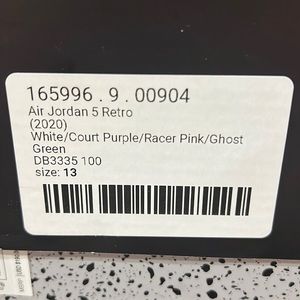 165996 . 9 . 00904
Air Jordan 5 Retro
(2020)
White/Court Purple/Racer Pink/Ghost
Green
DB3335 100
size: 13